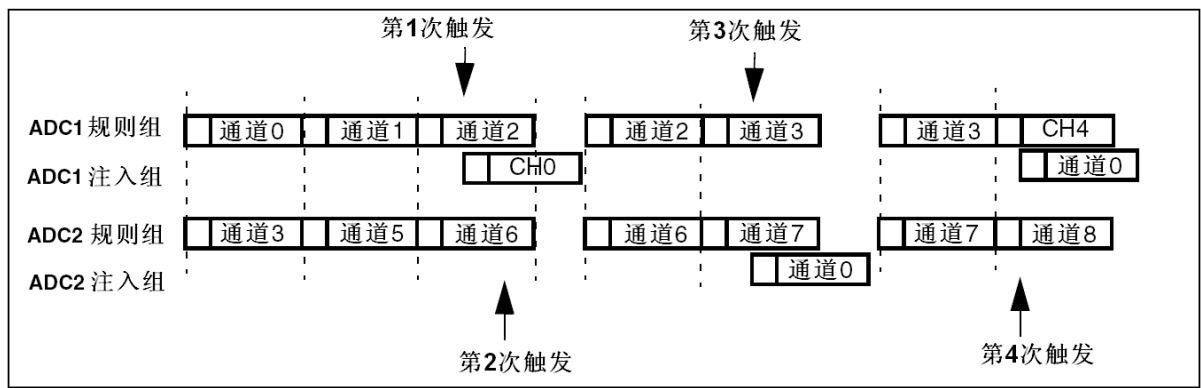 第1次触发 第3次触发
ADC1 规则组 通道0 通道1 通道2 通道2 通道3 通道3 CH4
ADC1 注入组 CH0 通道0
ADC2 规则组 通道3 通道5 通道6 通道6 通道7 通道7 通道8
ADC2 注入组 通道0
第2次触发 第4次触发